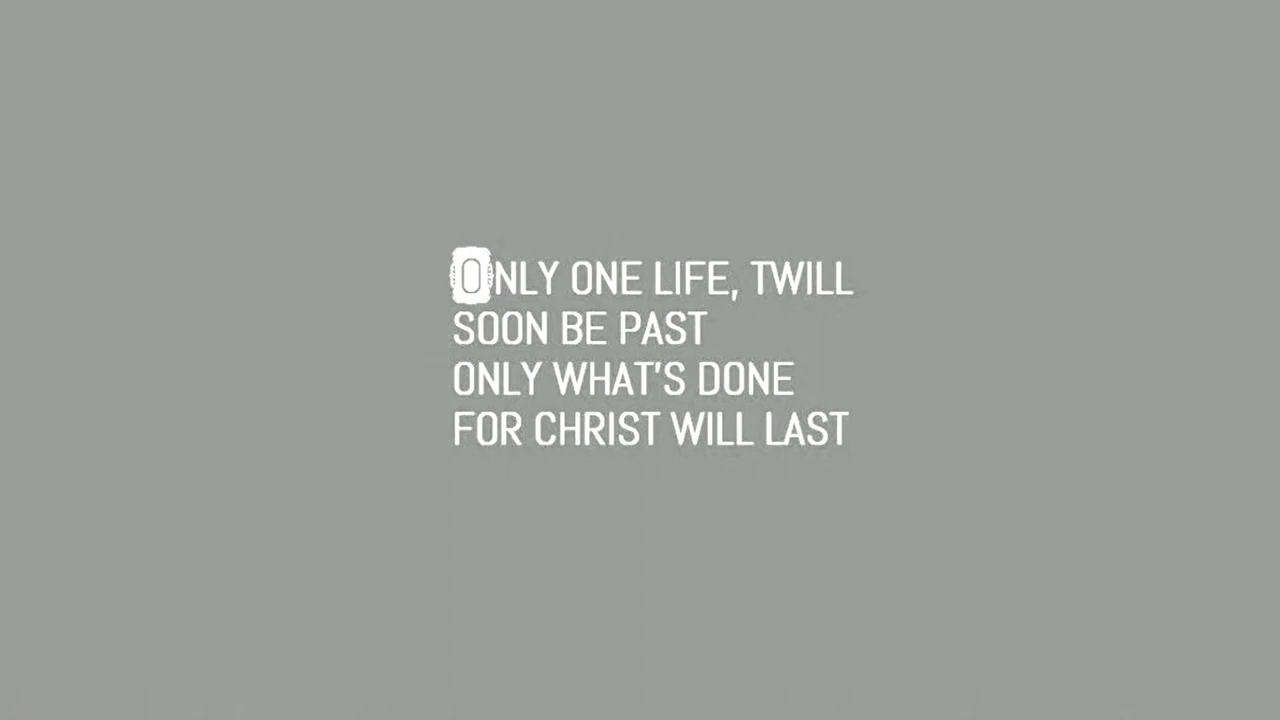 ONLY ONE LIFE, TWILL
SOON BE PAST
ONLY WHAT'S DONE
FOR CHRIST WILL LAST